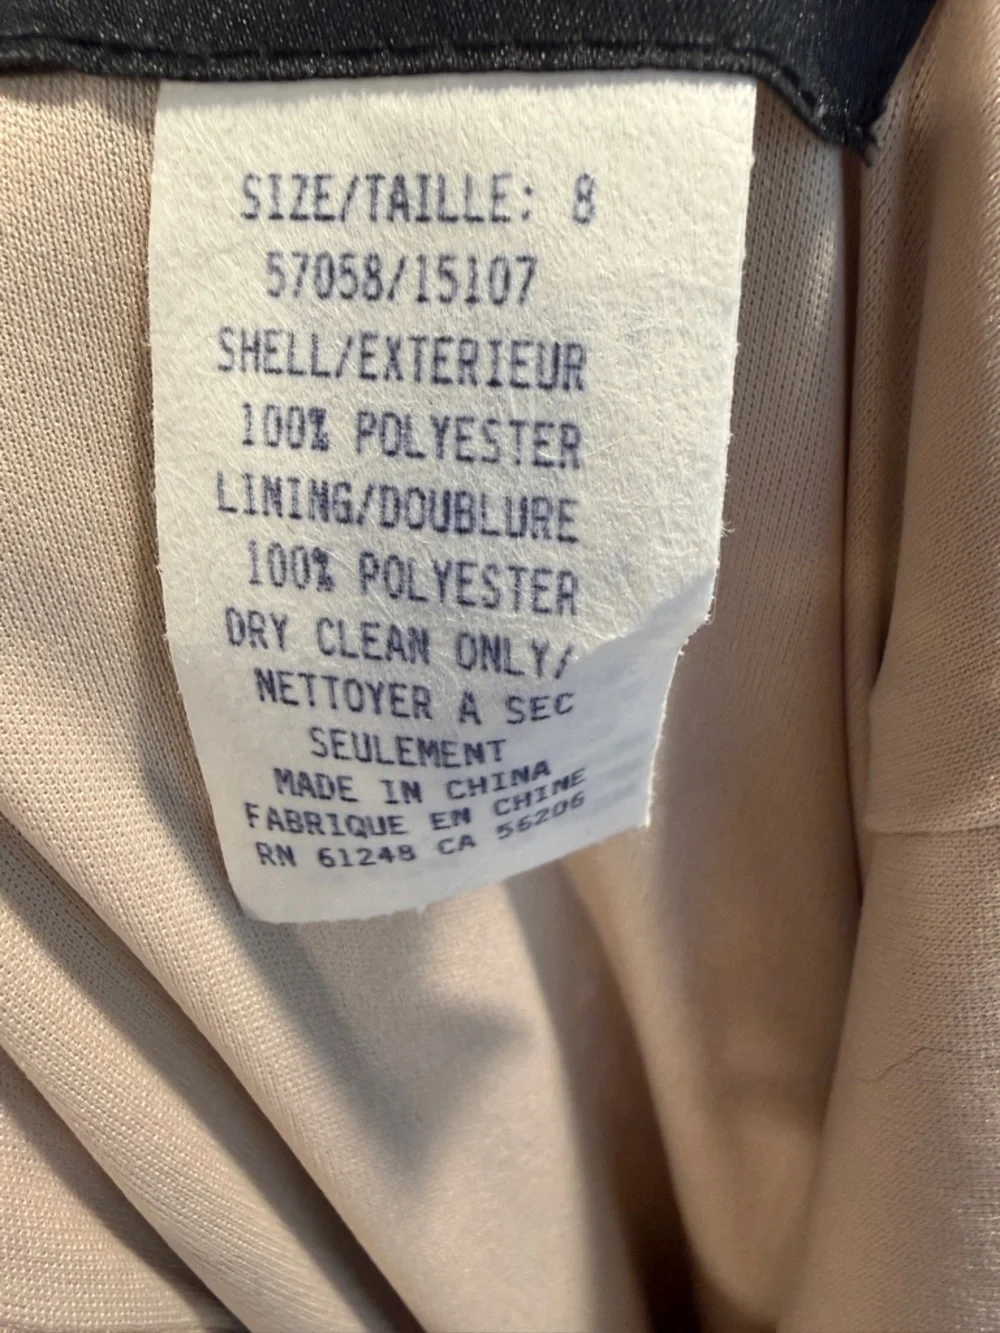 SIZE/TAILLE: 8
57058/15107
SHELL/EXTERIEUR
100% POLYESTER
LINING/DOUBLURE
100% POLYESTER
DRY CLEAN ONLY/
NETTOYER A SEC
SEULEMENT
MADE IN CHINA
FABRIQUE EN CHINE
RN 61248 CA 56206